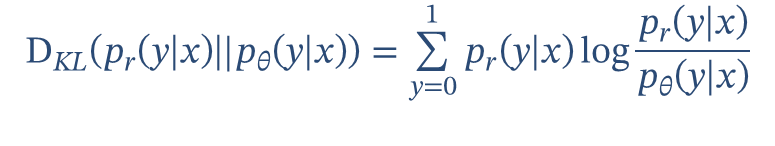 D_{KL}(p_r(y|x)||p_θ(y|x)) = \sum_{y=0}^{1} p_r(y|x) log \frac{p_r(y|x)}{p_θ(y|x)}